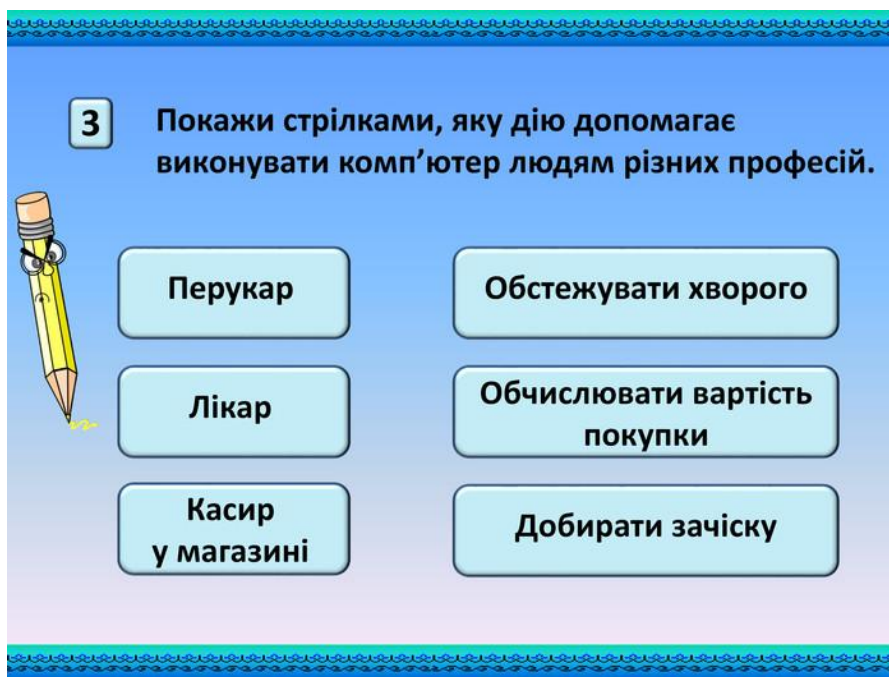 3
Покажи стрілками, яку дію допомагає
виконувати комп’ютер людям різних професій.
Перукар
Обстежувати хворого
Лікар
Обчислювати вартість
покупки
Касир
у магазині
Добирати зачіску